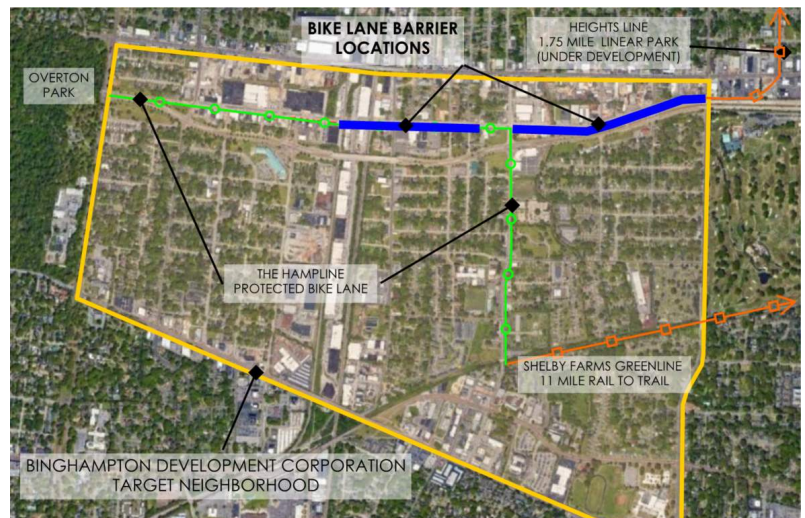 BIKE LANE BARRIER
LOCATIONS
HEIGHTS LINE
1.75 MILE LINEAR PARK
(UNDER DEVELOPMENT)
OVERTON
PARK
THE HAMPLINE
PROTECTED BIKE LANE
SHELBY FARMS GREENLINE
11 MILE RAIL TO TRAIL
BINGHAMPTON DEVELOPMENT CORPORATION
TARGET NEIGHBORHOOD